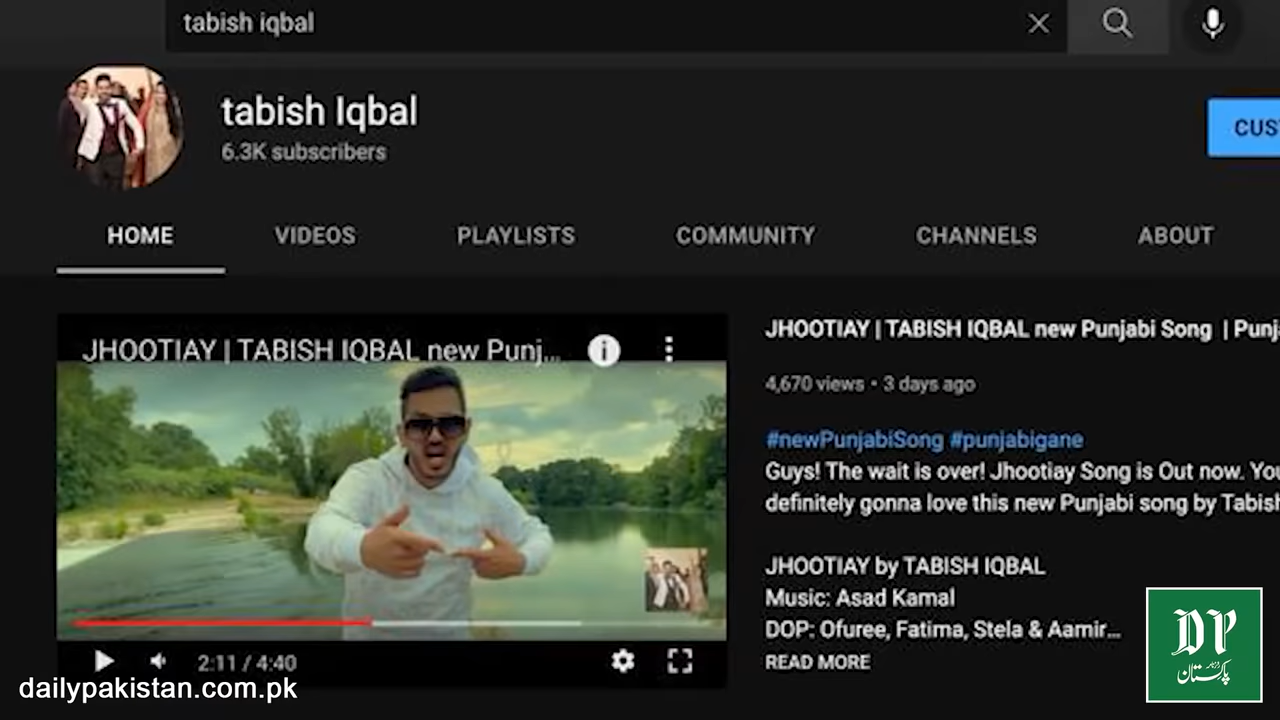 tabish iqbal
tabish Iqbal
6.3K subscribers
CUS
HOME
VIDEOS
PLAYLISTS
COMMUNITY
CHANNELS
ABOUT
JHOOTIAY | TABISH IQBAL new Punj...
2:11 / 4:40
JHOOTIAY | TABISH IQBAL new Punjabi Song | Punj
4,670 views • 3 days ago
#newPunjabiSong #punjabigane
Guys! The wait is over! Jhootiay Song is Out now. You
definitely gonna love this new Punjabi song by Tabish
JHOOTIAY by TABISH IQBAL
Music: Asad Kamal
DOP: Ofuree, Fatima, Stela & Aamir...
READ MORE
dailypakistan.com.pk
DP
روزنامہ
پاکستان